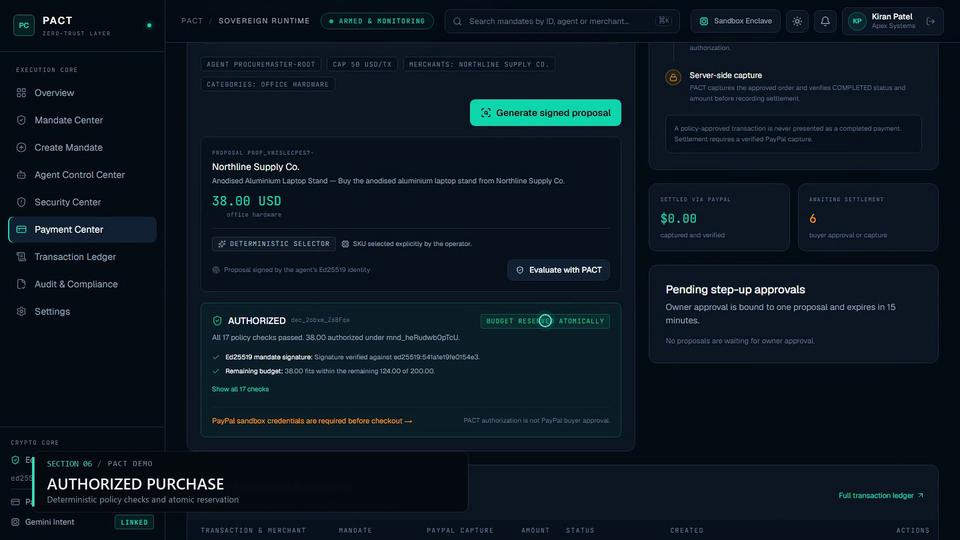 PC
PACT
ZERO-TRUST LAYER
EXECUTION CORE
Overview
Mandate Center
Create Mandate
Agent Control Center
Security Center
Payment Center
Transaction Ledger
Audit & Compliance
Settings
CRYPTO CORE
Gemini Intent
LINKED
PACT / SOVEREIGN RUNTIME
ARMED & MONITORING
Search mandates by ID, agent or merchant...
⌘K
Sandbox Enclave
KP
Kiran Patel
Apex Systems
AGENT PROCUREMASTER-ROOT
CAP 50 USD/TX
MERCHANTS: NORTHLINE SUPPLY CO.
CATEGORIES: OFFICE HARDWARE
Generate signed proposal
PROPOSAL PROP_VNISLECPEST-
Northline Supply Co.
Anodised Aluminium Laptop Stand — Buy the anodised aluminium laptop stand from Northline Supply Co.
38.00 USD
office hardware
DETERMINISTIC SELECTOR
SKU selected explicitly by the operator.
Proposal signed by the agent's Ed25519 identity
Evaluate with PACT
AUTHORIZED
dec_2obxw_Z68Fqw
BUDGET RESERVED ATOMICALLY
All 17 policy checks passed. 38.00 authorized under mnd_heRudwb0pTcU.
Ed25519 mandate signature: Signature verified against ed25519:541a1e19fe0154e3.
Remaining budget: 38.00 fits within the remaining 124.00 of 200.00.
Show all 17 checks
PayPal sandbox credentials are required before checkout →
PACT authorization is not PayPal buyer approval.
authorization.
Server-side capture
PACT captures the approved order and verifies COMPLETED status and
amount before recording settlement.
A policy-approved transaction is never presented as a completed payment.
Settlement requires a verified PayPal capture.
SETTLED VIA PAYPAL
$0.00
captured and verified
AWAITING SETTLEMENT
6
buyer approval or capture
Pending step-up approvals
Owner approval is bound to one proposal and expires in 15
minutes.
No proposals are waiting for owner approval.
SECTION 06 / PACT DEMO
AUTHORIZED PURCHASE
Deterministic policy checks and atomic reservation
Full transaction ledger ↗
TRANSACTION & MERCHANT
MANDATE
PAYPAL CAPTURE
AMOUNT
STATUS
CREATED
ACTIONS